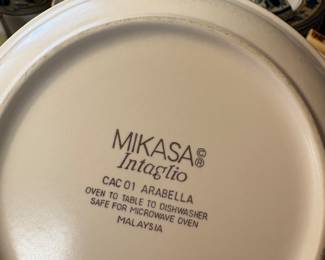 MIKASA©®
Intaglio
CAC 01 ARABELLA
OVEN TO TABLE TO DISHWASHER
SAFE FOR MICROWAVE OVEN
MALAYSIA